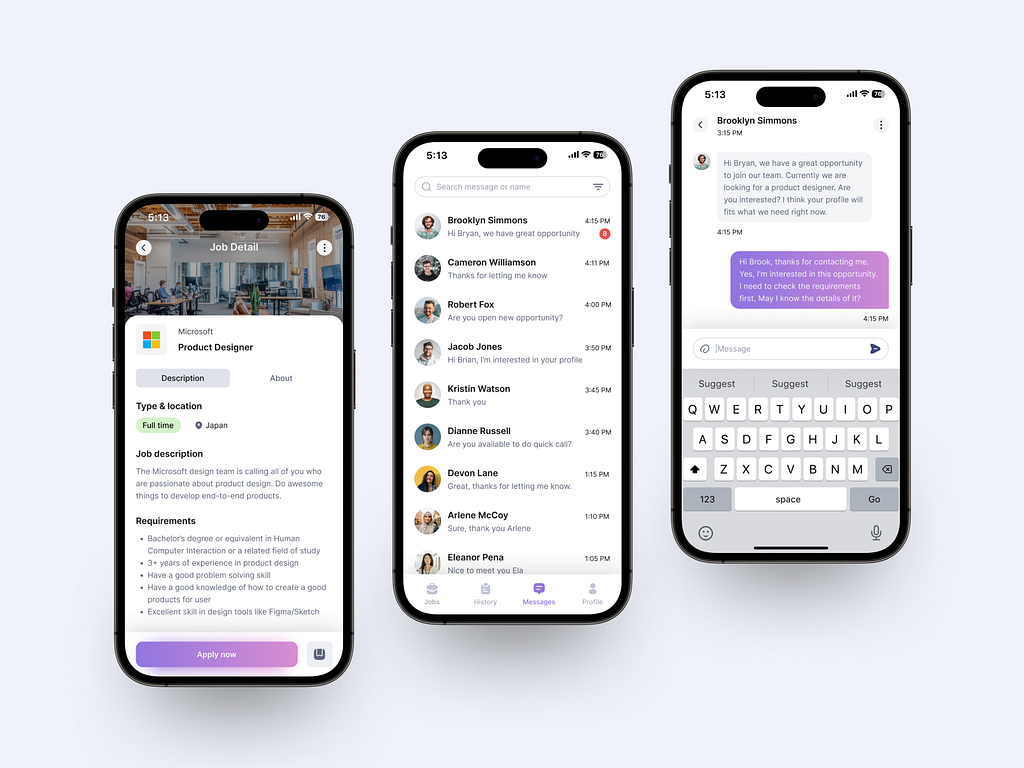 5:13
76
Job Detail
Microsoft
Product Designer
Description
About
Type & location
Full time
Japan
Job description
The Microsoft design team is calling all of you who
are passionate about product design. Do awesome
things to develop end-to-end products.
Requirements
• Bachelor's degree or equivalent in Human
Computer Interaction or a related field of study
• 3+ years of experience in product design
• Have a good problem solving skill
• Have a good knowledge of how to create a good
products for user
• Excellent skill in design tools like Figma/Sketch
Apply now
5:13
76
Search message or name
Brooklyn Simmons 4:15 PM
Hi Bryan, we have great opportunity 8
Cameron Williamson 4:11 PM
Thanks for letting me know
Robert Fox 4:00 PM
Are you open new opportunity?
Jacob Jones 3:50 PM
Hi Brian, I'm interested in your profile
Kristin Watson 3:45 PM
Thank you
Dianne Russell 3:40 PM
Are you available to do quick call?
Devon Lane 1:15 PM
Great, thanks for letting me know.
Arlene McCoy 1:10 PM
Sure, thank you Arlene
Eleanor Pena 1:05 PM
Nice to meet you Ela
Jobs History Messages Profile
5:13
76
Brooklyn Simmons
3:15 PM
Hi Bryan, we have a great opportunity
to join our team. Currently we are
looking for a product designer. Are
you interested? I think your profile will
fits what we need right now.
4:15 PM
Hi Brook, thanks for contacting me.
Yes, I'm interested in this opportunity.
I need to check the requirements
first. May I know the details of it?
4:15 PM
Message
Suggest Suggest Suggest
Q W E R T Y U I O P
A S D F G H J K L
Z X C V B N M
123 space Go